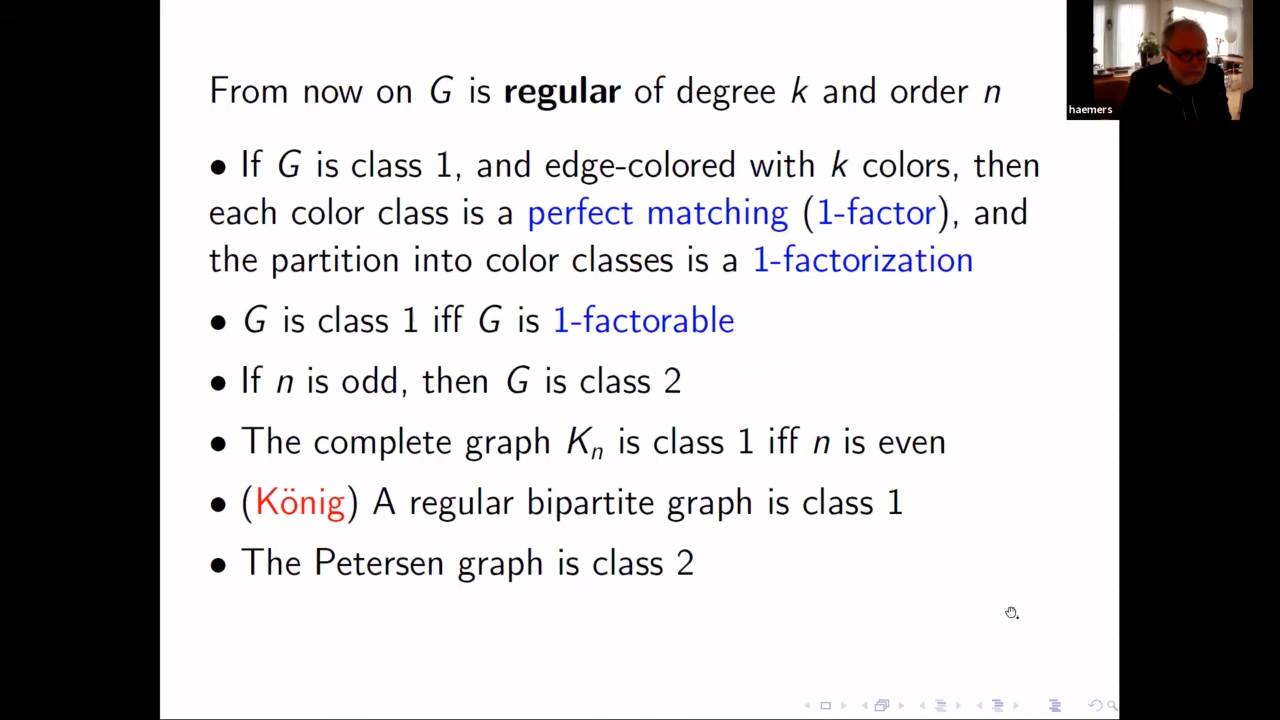 From now on G is regular of degree k and order n
haemers
• If G is class 1, and edge-colored with k colors, then
each color class is a perfect matching (1-factor), and
the partition into color classes is a 1-factorization
• G is class 1 iff G is 1-factorable
• If n is odd, then G is class 2
• The complete graph Kₙ is class 1 iff n is even
• (König) A regular bipartite graph is class 1
• The Petersen graph is class 2